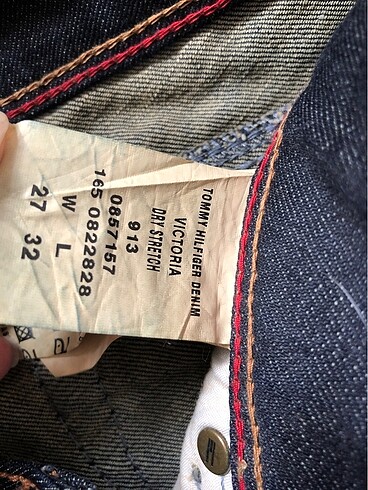 TOMMY HILFIGER DENIM
VICTORIA
DRY STRETCH
913
0857157
165 0822828
W L
27 32